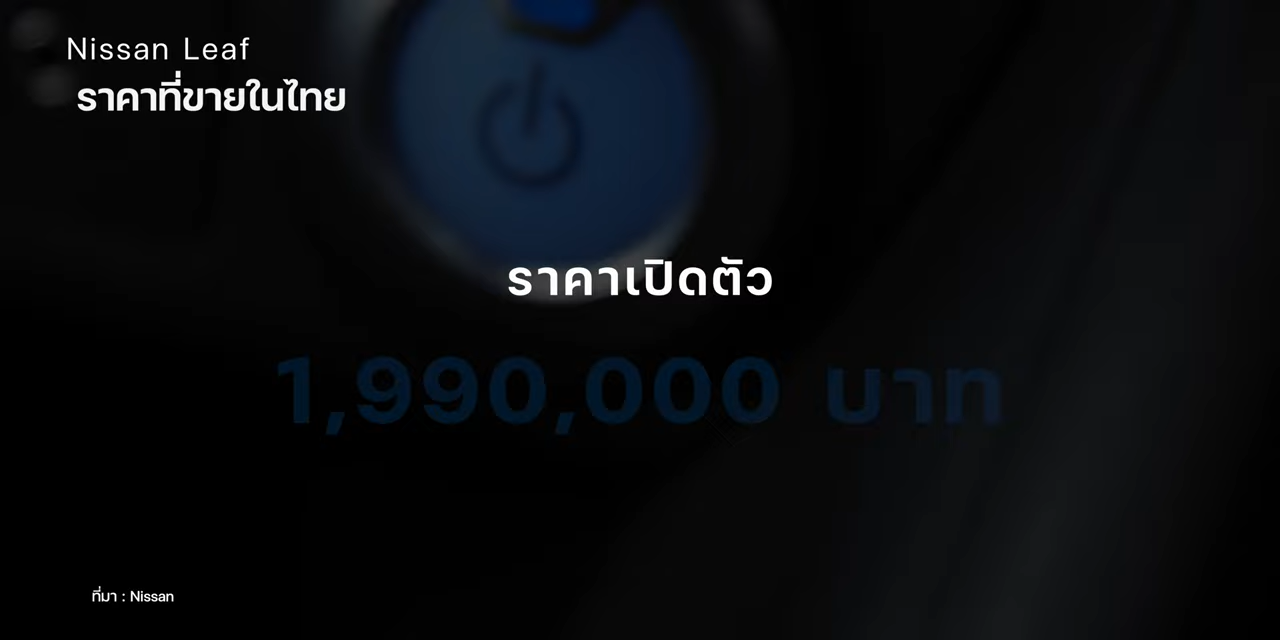 Nissan Leaf
ราคาที่ขายในไทย
ราคาเปิดตัว
1,990,000 บาท
ที่มา : Nissan